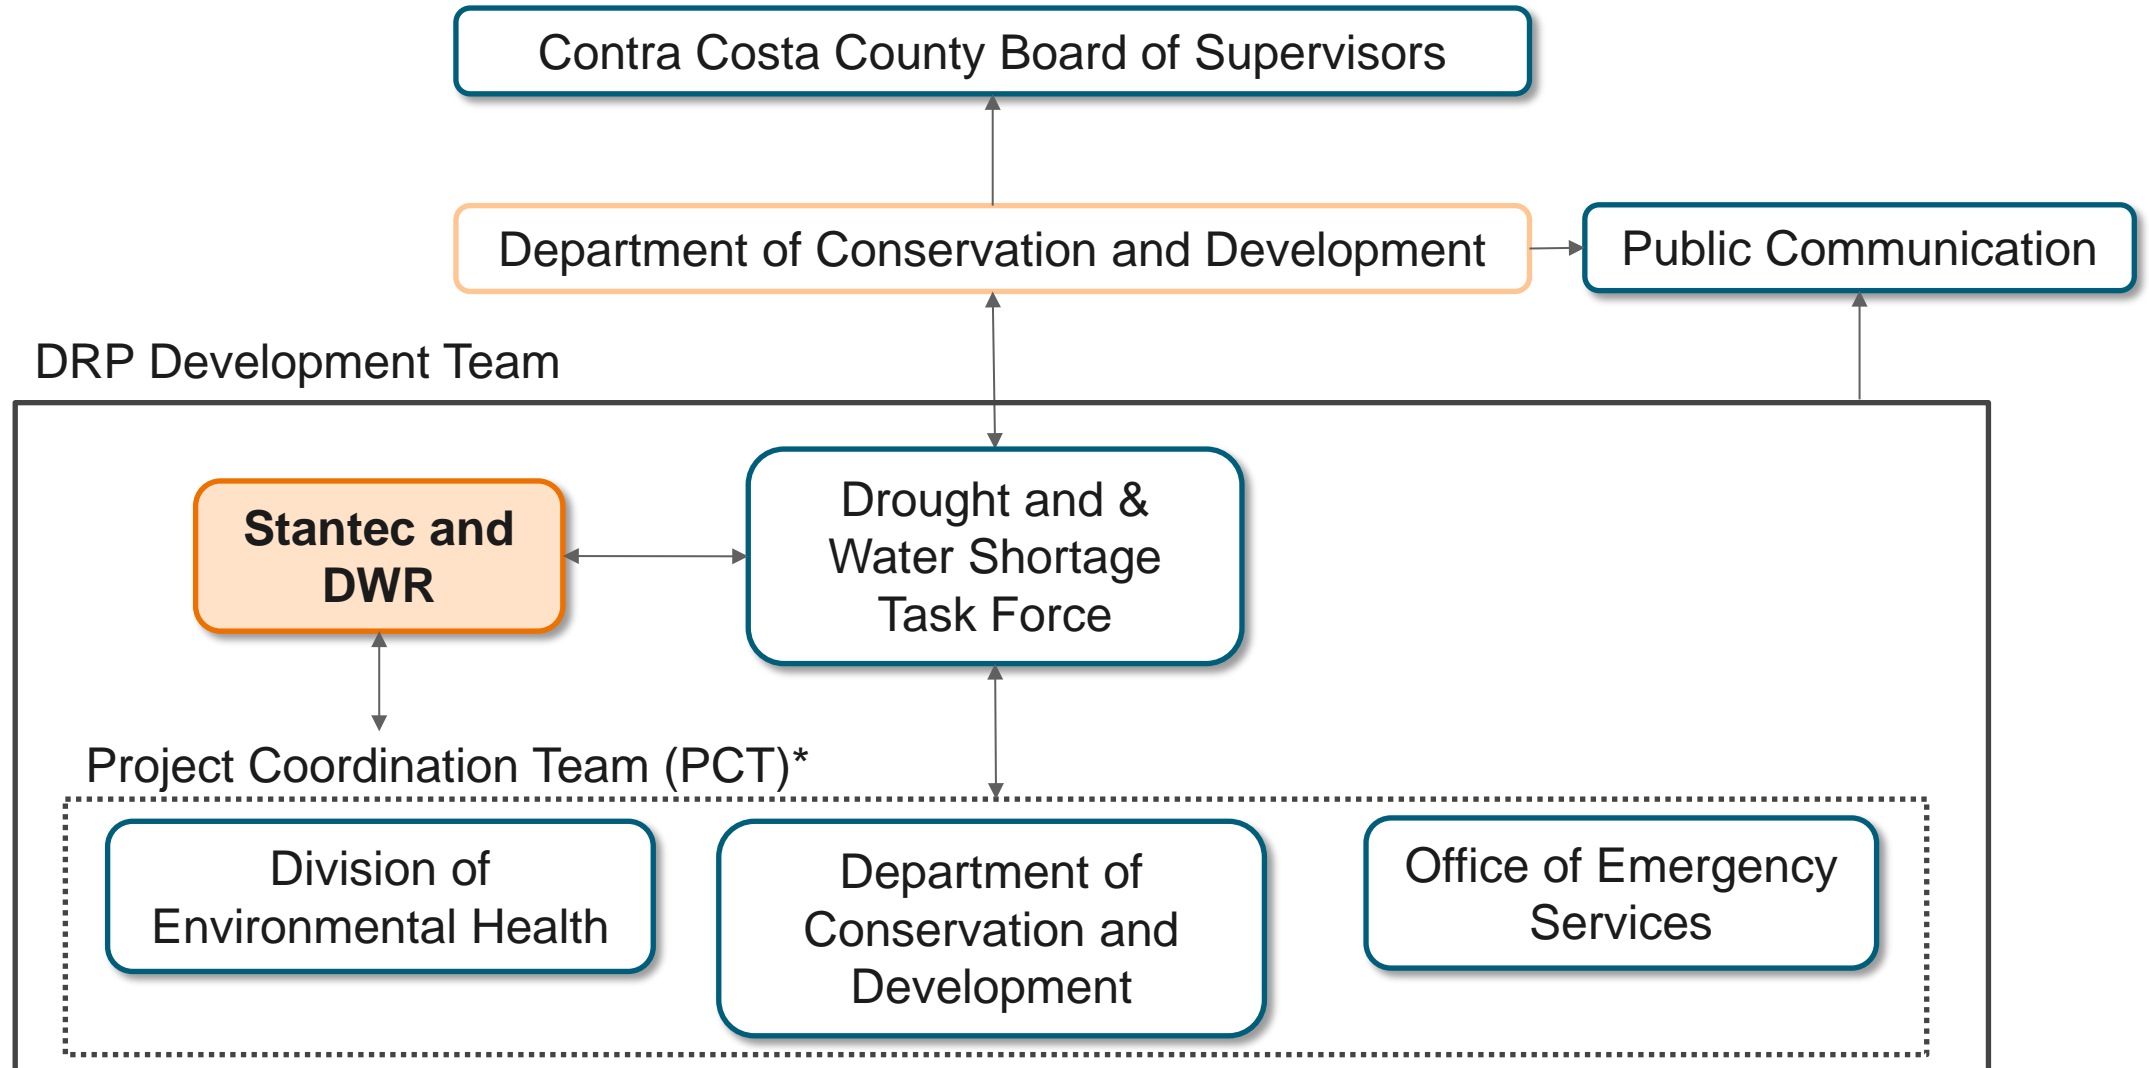 Contra Costa County Board of Supervisors
Department of Conservation and Development
Public Communication
DRP Development Team
Stantec and
DWR
Drought and &
Water Shortage
Task Force
Project Coordination Team (PCT)*
Division of
Environmental Health
Department of
Conservation and
Development
Office of Emergency
Services